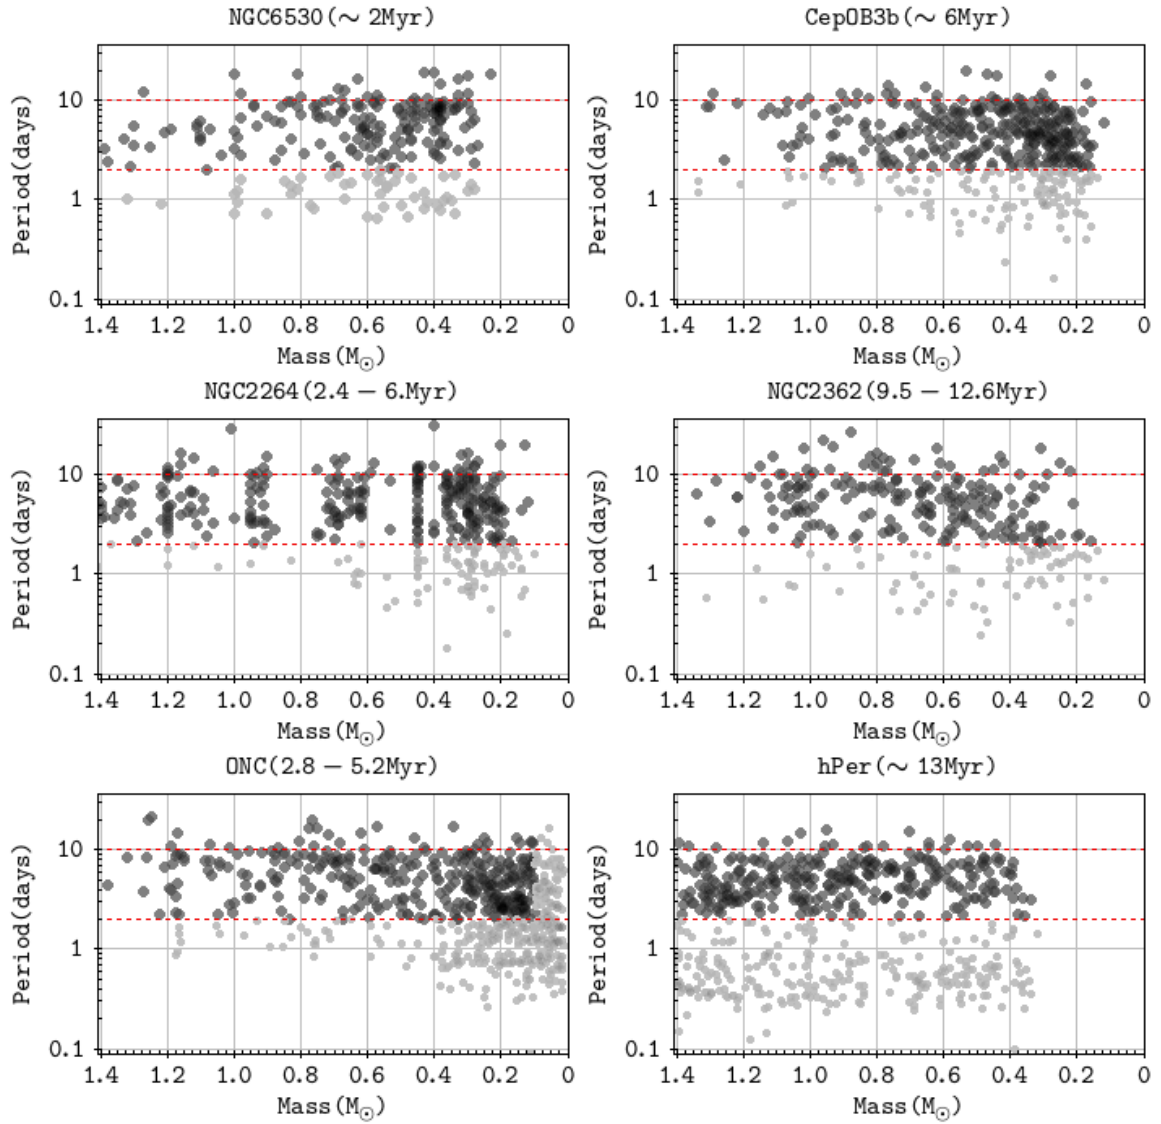 NGC6530(∼ 2Myr)
Period(days)
10
1
0.1
1.4 1.2 1.0 0.8 0.6 0.4 0.2 0
Mass(M☉)
CepOB3b(∼ 6Myr)
Period(days)
10
1
0.1
1.4 1.2 1.0 0.8 0.6 0.4 0.2 0
Mass(M☉)
NGC2264(2.4 − 6.Myr)
Period(days)
10
1
0.1
1.4 1.2 1.0 0.8 0.6 0.4 0.2 0
Mass(M☉)
NGC2362(9.5 − 12.6Myr)
Period(days)
10
1
0.1
1.4 1.2 1.0 0.8 0.6 0.4 0.2 0
Mass(M☉)
ONC(2.8 − 5.2Myr)
Period(days)
10
1
0.1
1.4 1.2 1.0 0.8 0.6 0.4 0.2 0
Mass(M☉)
hPer(∼ 13Myr)
Period(days)
10
1
0.1
1.4 1.2 1.0 0.8 0.6 0.4 0.2 0
Mass(M☉)